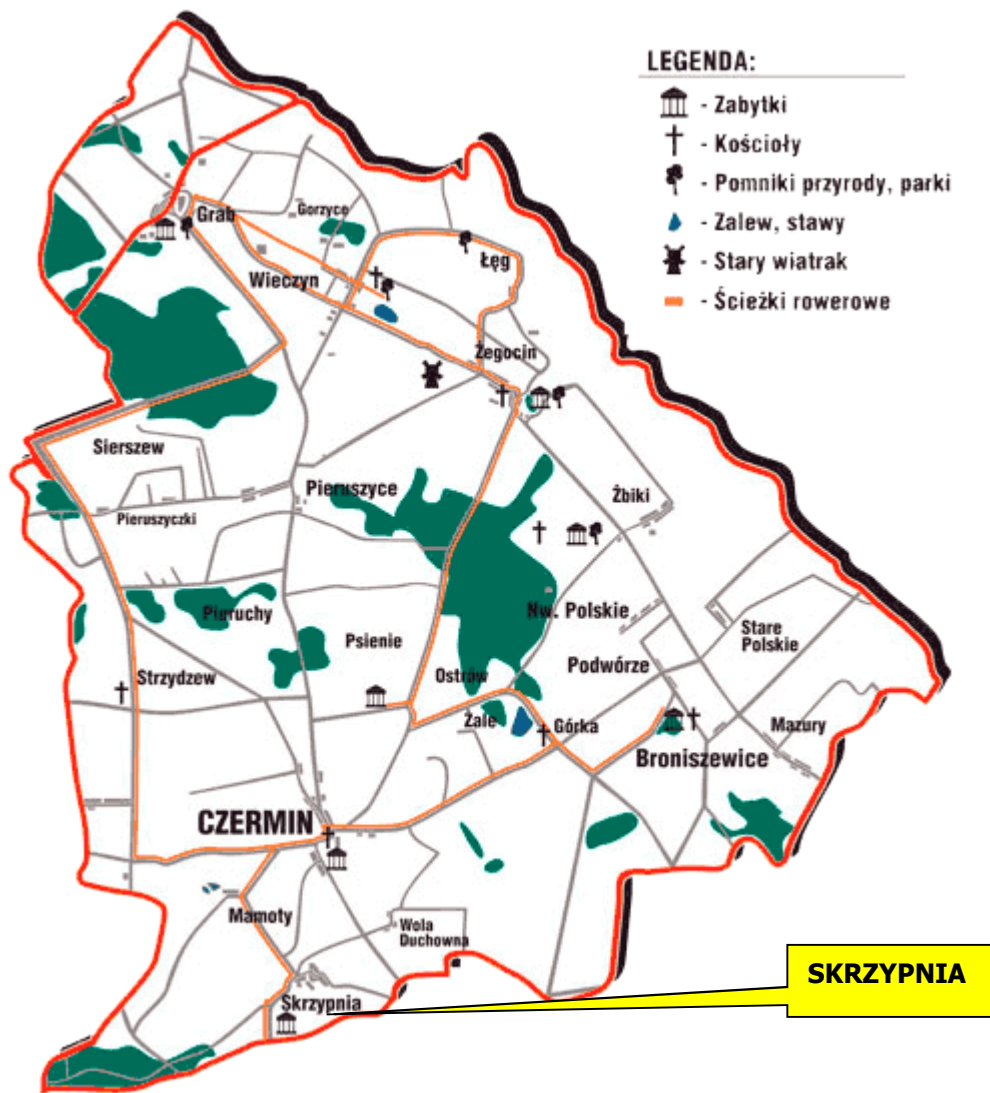 LEGENDA:
- Zabytki
- Kościoły
- Pomniki przyrody, parki
- Zalew, stawy
- Stary wiatrak
- Ścieżki rowerowe
Grab
Gorzyce
Wieczyn
Łęg
Żegocin
Sierszew
Pieruszyce
Pieruszyczki
Żbiki
Pieruchy
Psienie
Nw. Polskie
Stare
Polskie
Strzydzew
Ostrów
Podwórze
Żale
Górka
Mazury
Broniszewice
CZERMIN
Mamoty
Wola
Duchowna
SKRZYPNIA
Skrzypnia